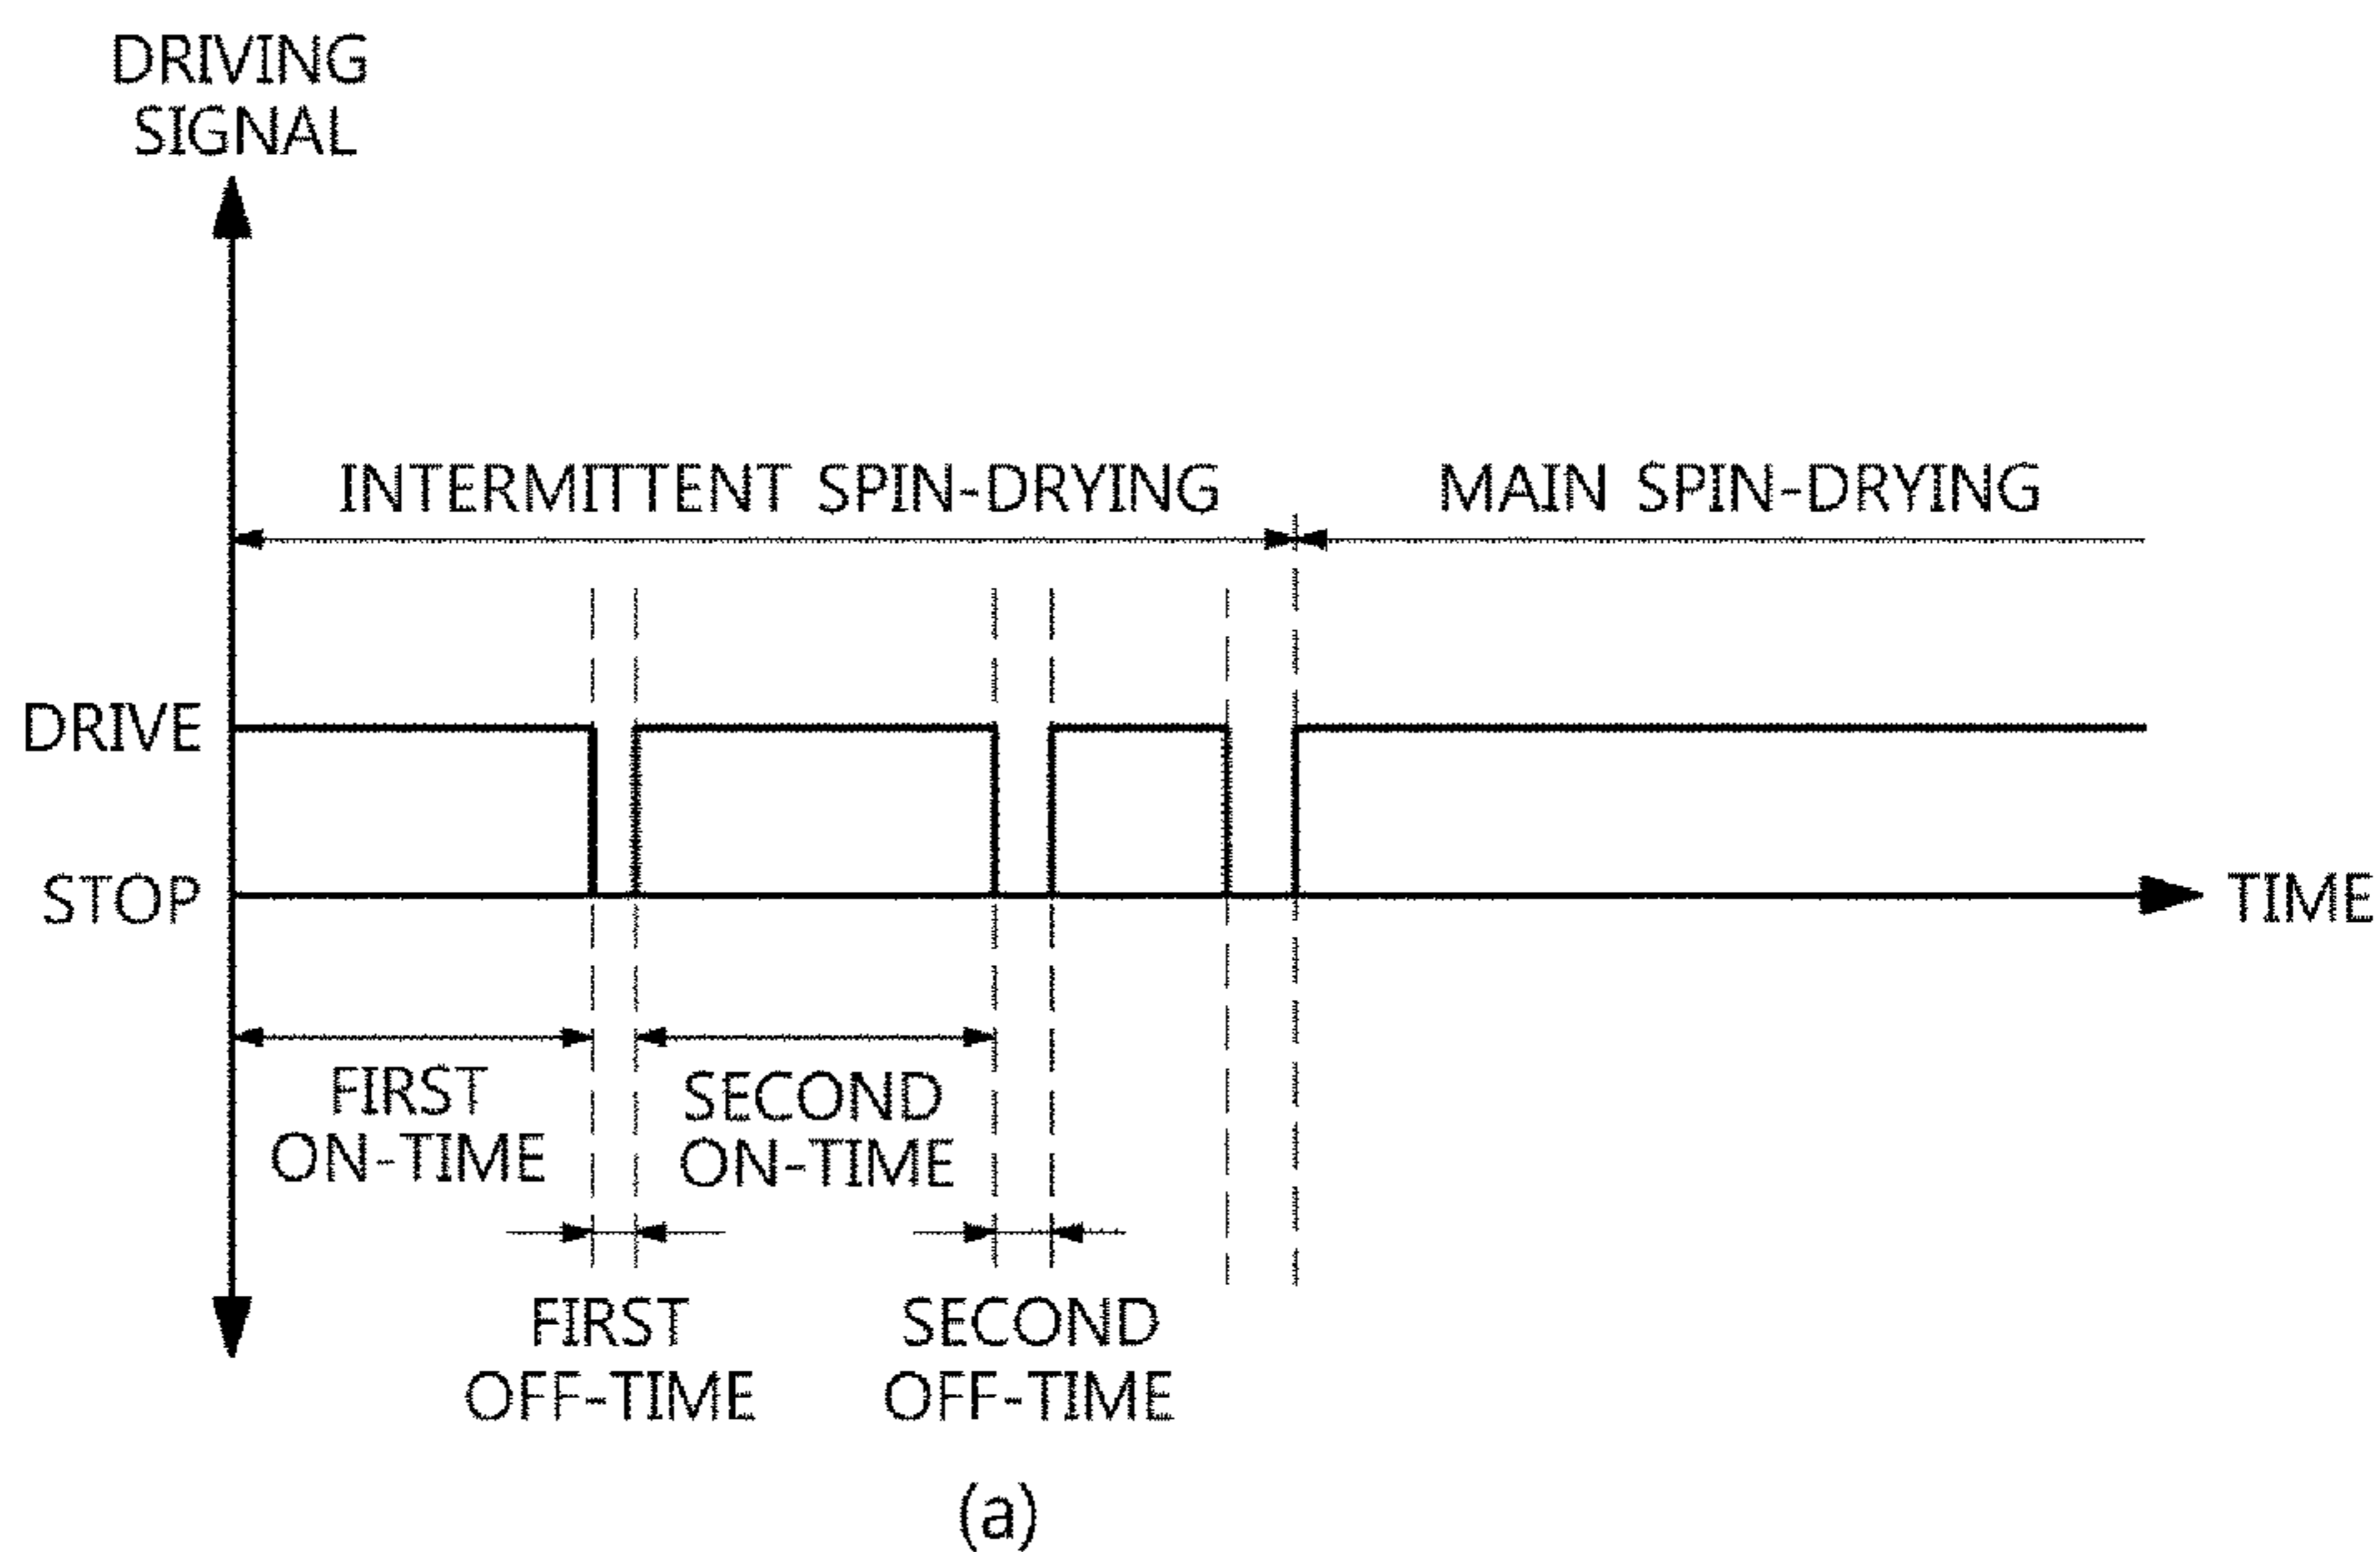 DRIVING
SIGNAL
INTERMITTENT SPIN-DRYING
MAIN SPIN-DRYING
DRIVE
STOP
TIME
FIRST
ON-TIME
SECOND
ON-TIME
FIRST
OFF-TIME
SECOND
OFF-TIME
(a)